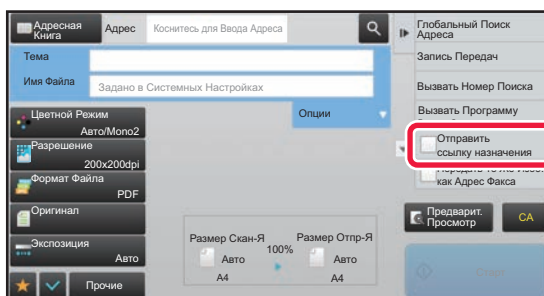 Адресная
Книга
Адрес
Коснитесь для Ввода Адреса
Глобальный Поиск
Адреса
Тема
Запись Передач
Имя Файла
Задано в Системных Настройках
Вызвать Номер Поиска
Цветной Режим
Авто/Mono2
Опции
Вызвать Программу
Разрешение
200x200dpi
Отправить
ссылку назначения
Формат Файла
PDF
как Адрес Факса
Оригинал
Предварит.
Просмотр
CA
Экспозиция
Авто
Размер Скан-Я
100%
Размер Отпр-Я
Авто
A4
Авто
A4
Прочие
Старт